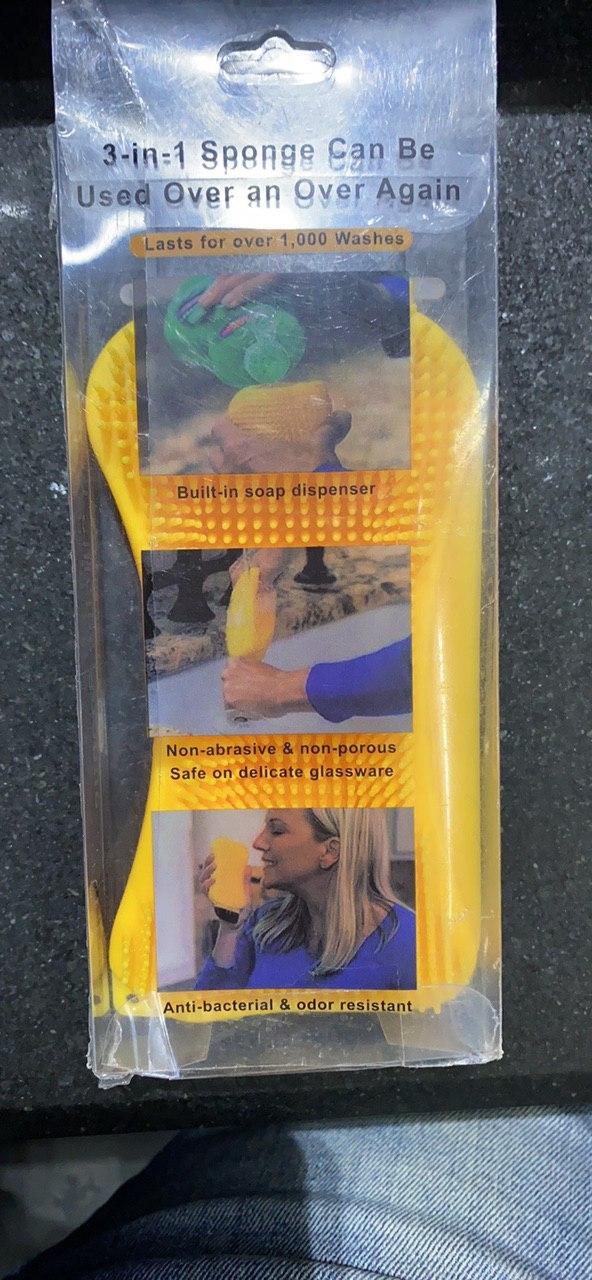 3-in-1 Sponge Can Be
Used Over an Over Again
Lasts for over 1,000 Washes
Built-in soap dispenser
Non-abrasive & non-porous
Safe on delicate glassware
Anti-bacterial & odor resistant